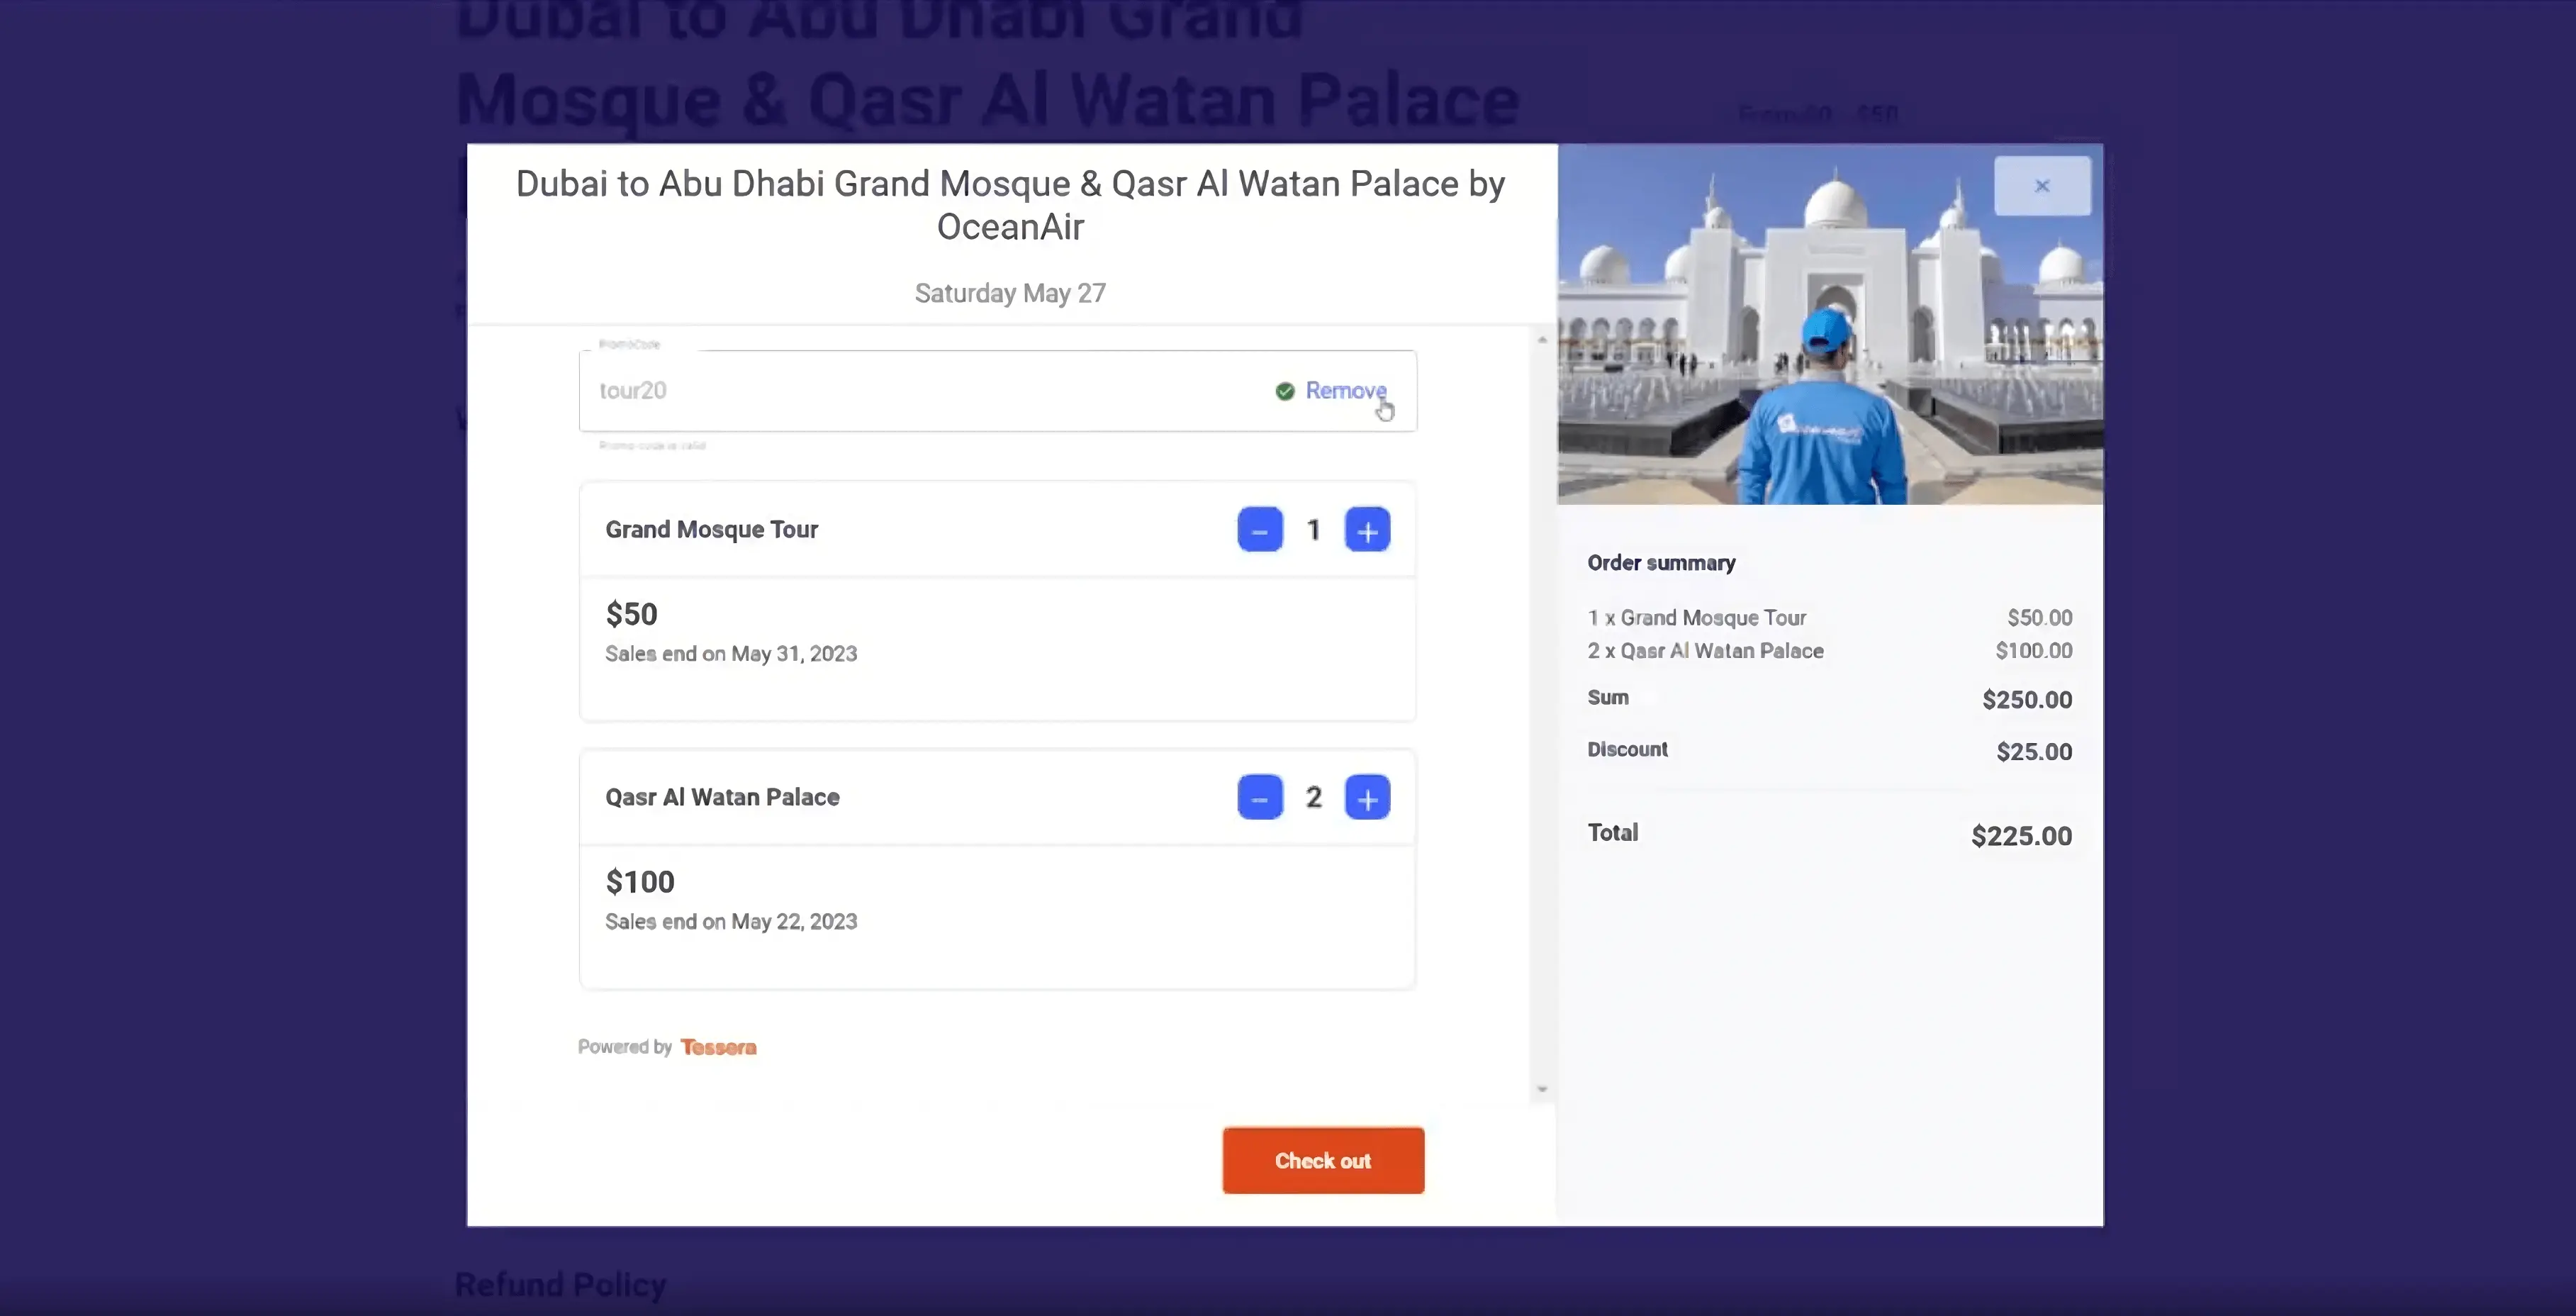 Dubai to Abu Dhabi Grand
Mosque & Qasr Al Watan Palace
$50
Dubai to Abu Dhabi Grand Mosque & Qasr Al Watan Palace by
OceanAir
Saturday May 27
×
PromoCode
tour20
Remove
Promo code is valid
Grand Mosque Tour
− 1 +
$50
Sales end on May 31, 2023
Qasr Al Watan Palace
− 2 +
$100
Sales end on May 22, 2023
Powered by Tessera
Check out
Order summary
1 x Grand Mosque Tour $50.00
2 x Qasr Al Watan Palace $100.00
Sum $250.00
Discount $25.00
Total $225.00
Refund Policy